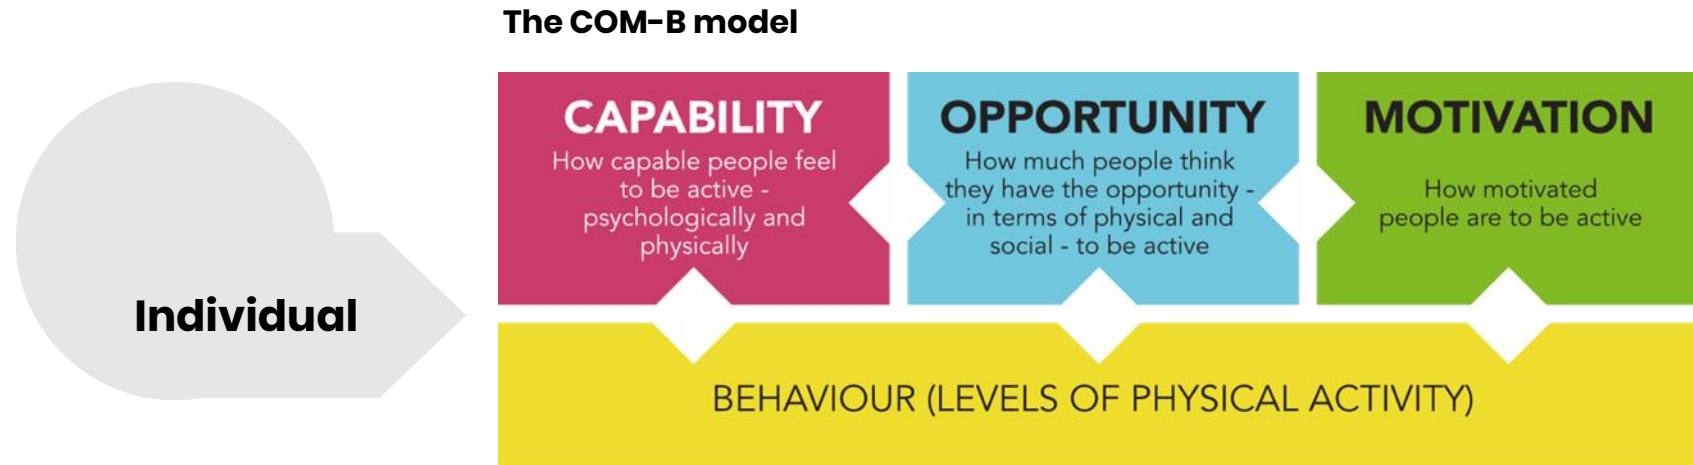 The COM-B model
Individual
CAPABILITY
How capable people feel
to be active -
psychologically and
physically
OPPORTUNITY
How much people think
they have the opportunity -
in terms of physical and
social - to be active
MOTIVATION
How motivated
people are to be active
BEHAVIOUR (LEVELS OF PHYSICAL ACTIVITY)